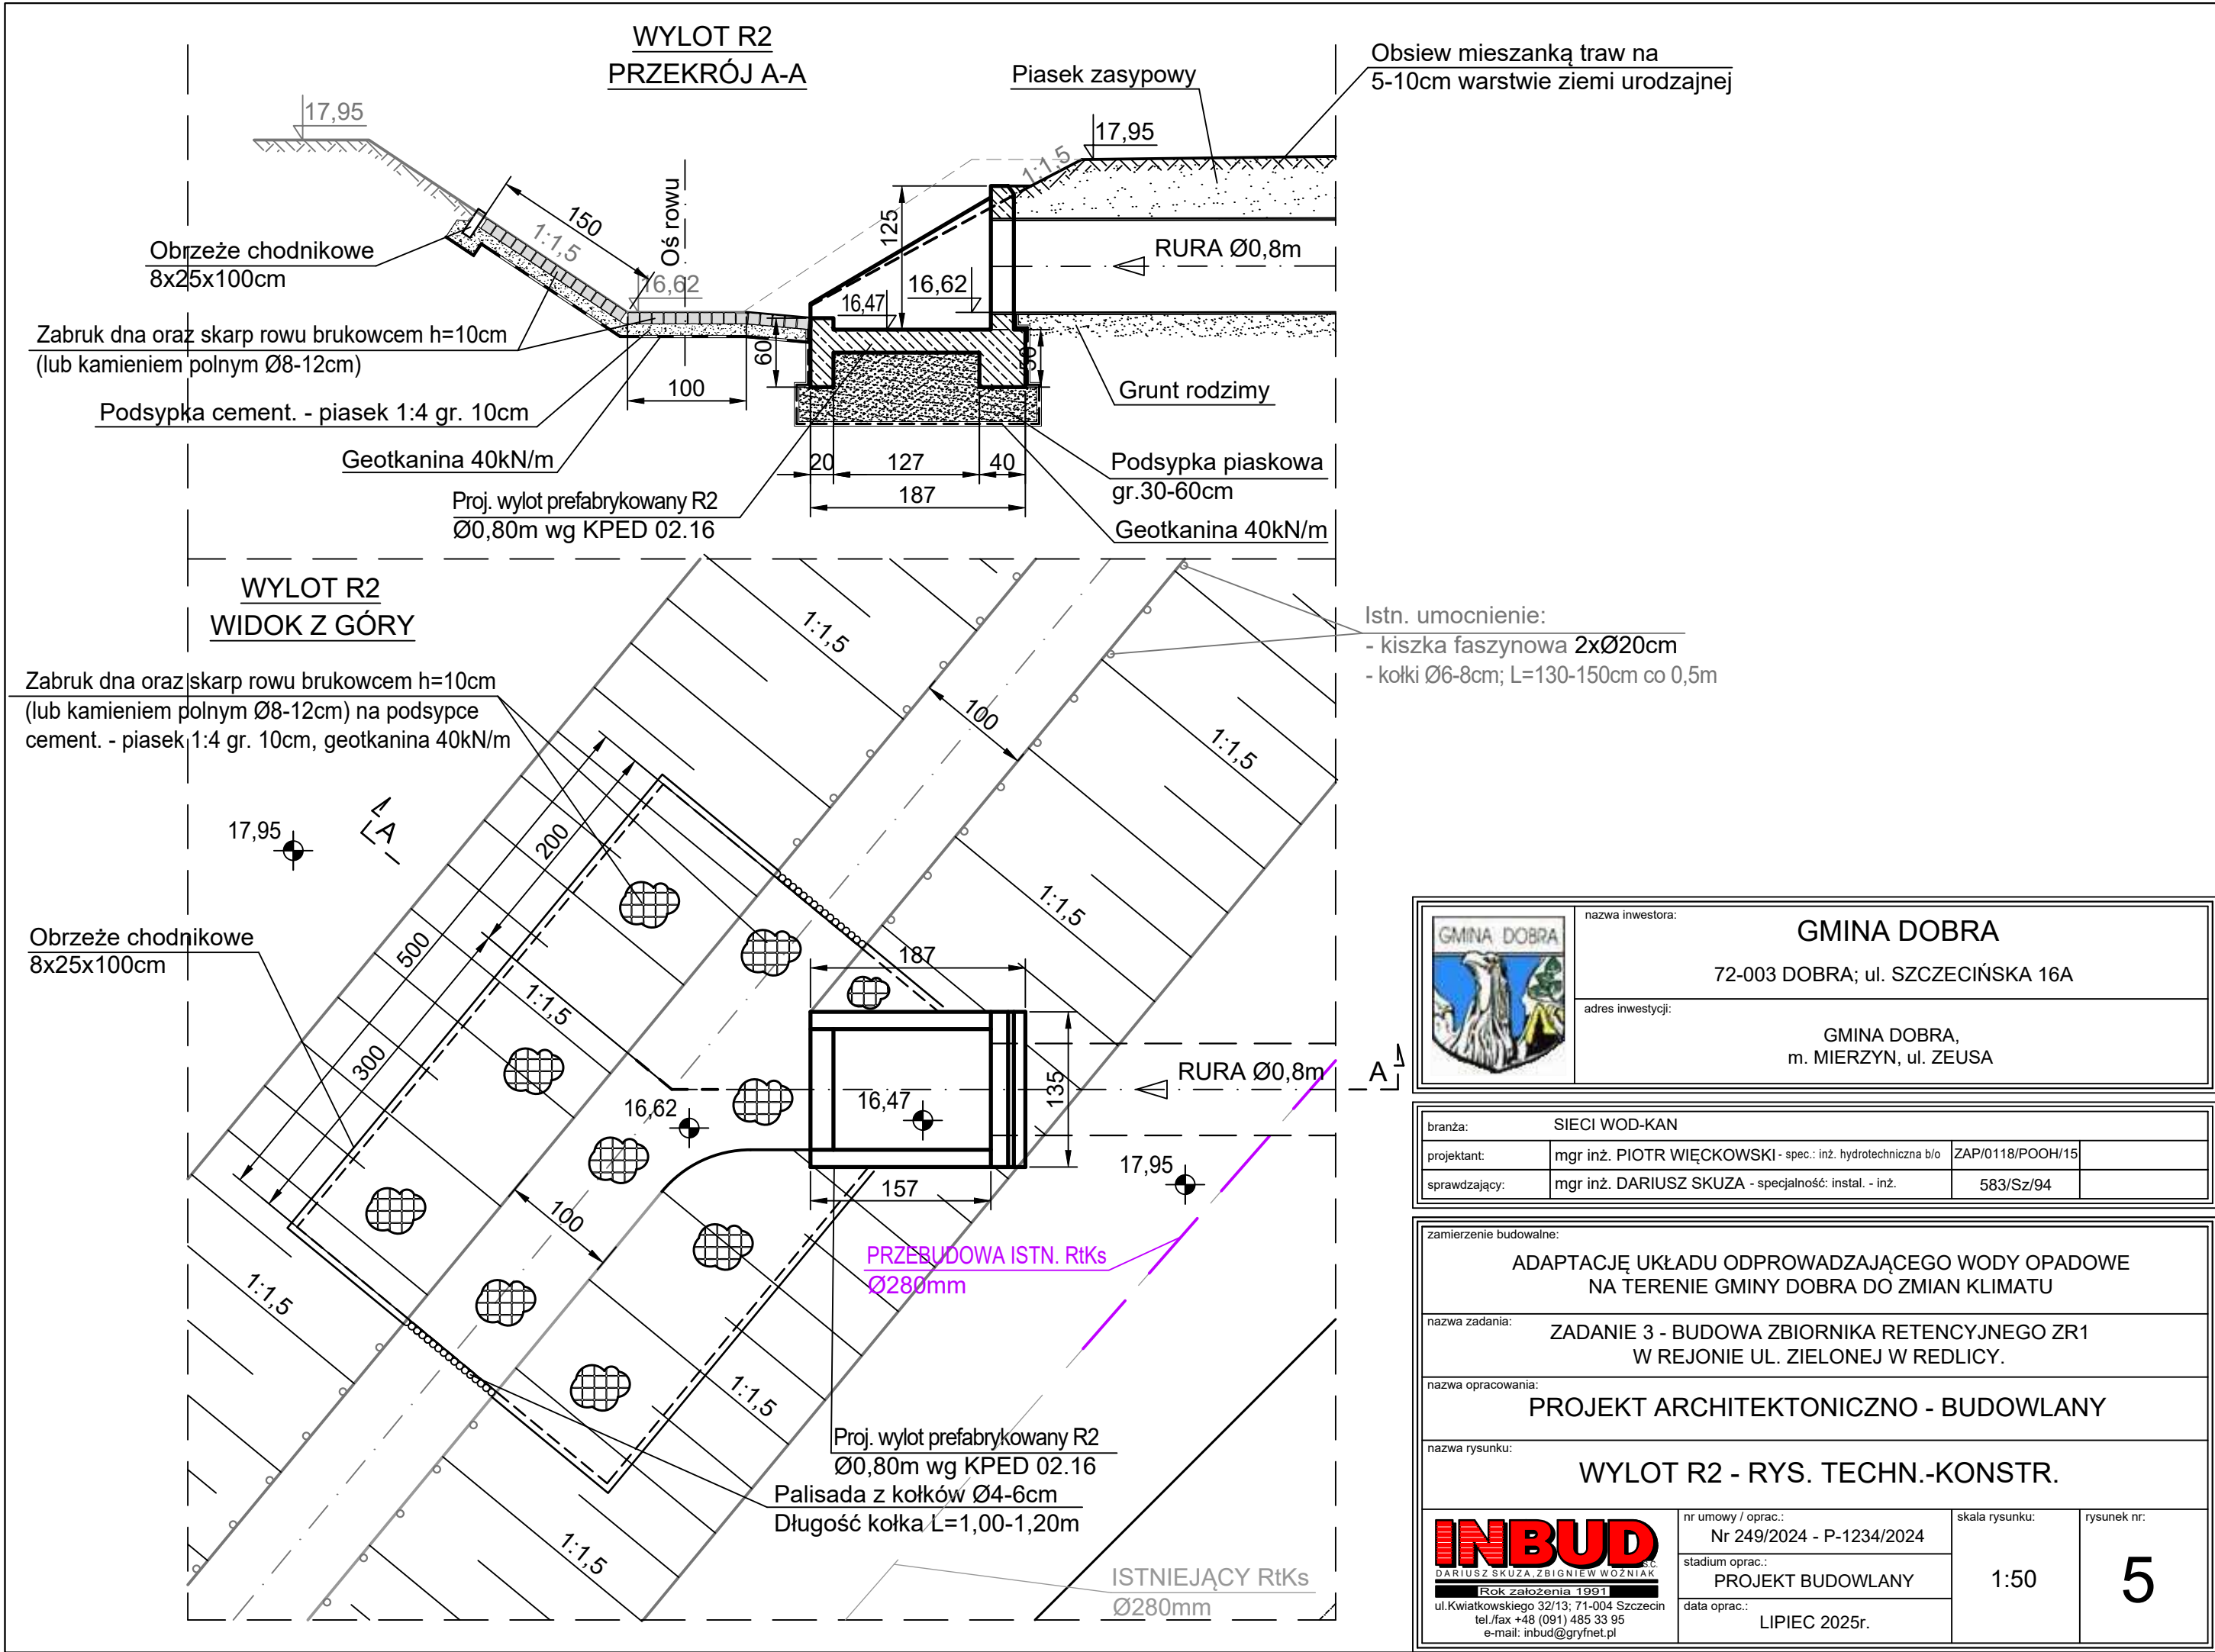 WYLOT R2
PRZEKRÓJ A-A
17,95
Obrzeże chodnikowe
8x25x100cm
150
1:1,5
Oś rowu
16,62
Zabruk dna oraz skarp rowu brukowcem h=10cm
(lub kamieniem polnym Ø8-12cm)
Podsypka cement. - piasek 1:4 gr. 10cm
Geotkanina 40kN/m
100
60
Proj. wylot prefabrykowany R2
Ø0,80m wg KPED 02.16
Piasek zasypowy
Obsiew mieszanką traw na
5-10cm warstwie ziemi urodzajnej
17,95
1:1,5
125
RURA Ø0,8m
16,47
16,62
Grunt rodzimy
20
127
40
187
Podsypka piaskowa
gr.30-60cm
Geotkanina 40kN/m
WYLOT R2
WIDOK Z GÓRY
Zabruk dna oraz skarp rowu brukowcem h=10cm
(lub kamieniem polnym Ø8-12cm) na podsypce
cement. - piasek 1:4 gr. 10cm, geotkanina 40kN/m
Istn. umocnienie:
- kiszka faszynowa 2xØ20cm
- kołki Ø6-8cm; L=130-150cm co 0,5m
1:1,5
100
1:1,5
1:1,5
17,95
A
200
500
300
Obrzeże chodnikowe
8x25x100cm
1:1,5
187
16,62
16,47
135
RURA Ø0,8m
A
157
17,95
100
1:1,5
PRZEBUDOWA ISTN. RtKs
Ø280mm
1:1,5
Proj. wylot prefabrykowany R2
Ø0,80m wg KPED 02.16
Palisada z kołków Ø4-6cm
Długość kołka L=1,00-1,20m
1:1,5
ISTNIEJĄCY RtKs
Ø280mm
GMINA DOBRA
nazwa inwestora:
GMINA DOBRA
72-003 DOBRA; ul. SZCZECIŃSKA 16A
adres inwestycji:
GMINA DOBRA,
m. MIERZYN, ul. ZEUSA
branża: SIECI WOD-KAN
projektant: mgr inż. PIOTR WIĘCKOWSKI - spec.: inż. hydrotechniczna b/o ZAP/0118/POOH/15
sprawdzający: mgr inż. DARIUSZ SKUZA - specjalność: instal. - inż. 583/Sz/94
zamierzenie budowalne:
ADAPTACJĘ UKŁADU ODPROWADZAJĄCEGO WODY OPADOWE
NA TERENIE GMINY DOBRA DO ZMIAN KLIMATU
nazwa zadania:
ZADANIE 3 - BUDOWA ZBIORNIKA RETENCYJNEGO ZR1
W REJONIE UL. ZIELONEJ W REDLICY.
nazwa opracowania:
PROJEKT ARCHITEKTONICZNO - BUDOWLANY
nazwa rysunku:
WYLOT R2 - RYS. TECHN.-KONSTR.
INBUD
S.C.
DARIUSZ SKUZA, ZBIGNIEW WOŹNIAK
Rok założenia 1991
ul.Kwiatkowskiego 32/13; 71-004 Szczecin
tel./fax +48 (091) 485 33 95
e-mail: inbud@gryfnet.pl
nr umowy / oprac.:
Nr 249/2024 - P-1234/2024
stadium oprac.:
PROJEKT BUDOWLANY
data oprac.:
LIPIEC 2025r.
skala rysunku:
1:50
rysunek nr:
5